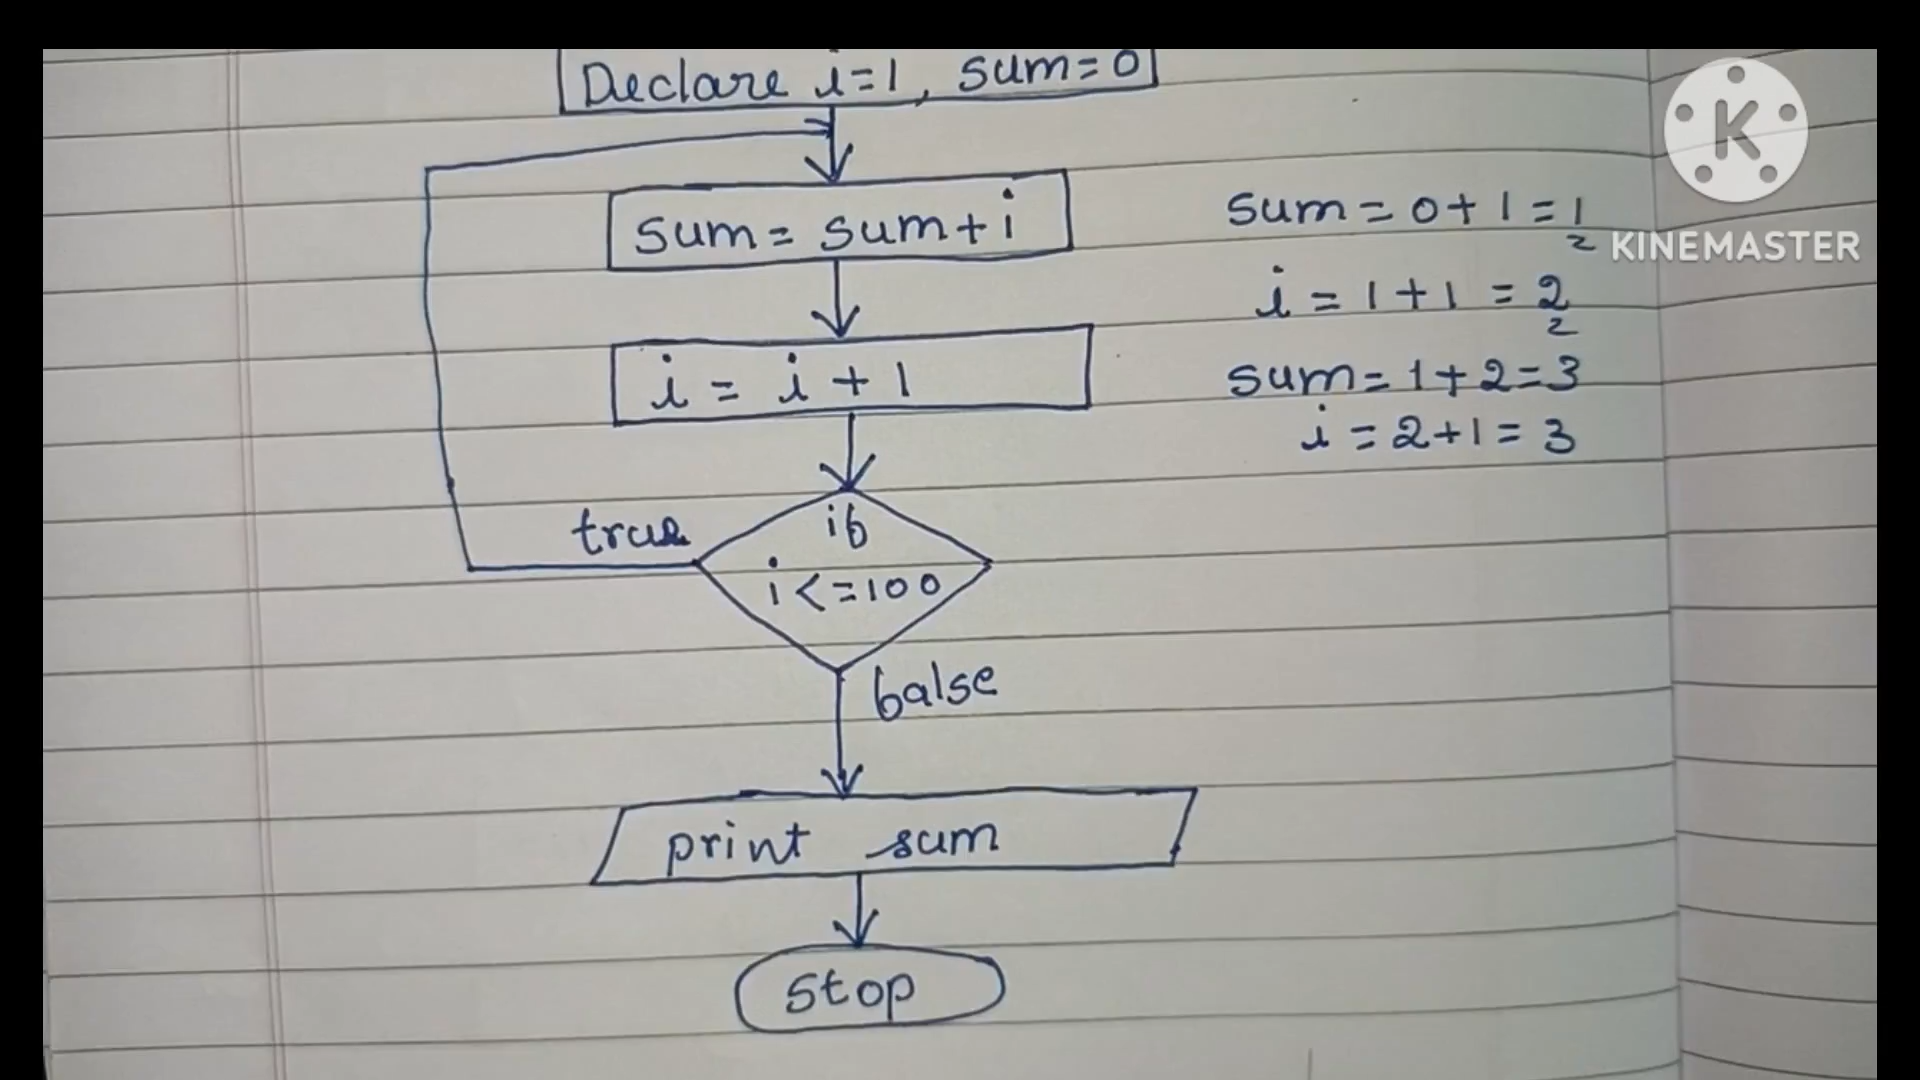 Declare i=1, sum=0
sum = sum+i
i = i + 1
true
if
i<=100
false
print sum
stop
sum = 0+1 = 1
i = 1+1 = 2
sum = 1+2=3
i = 2+1 = 3
K
KINEMASTER